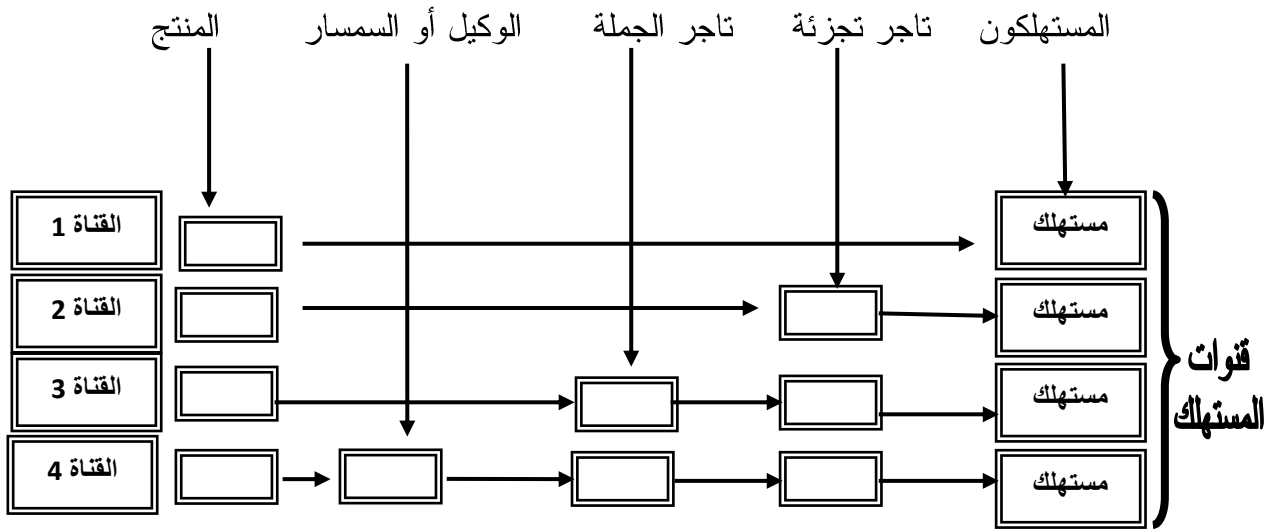 المستهلكون
تاجر تجزئة
تاجر الجملة
الوكيل أو السمسار
المنتج
القناة 1
مستهلك
القناة 2
مستهلك
القناة 3
مستهلك
القناة 4
مستهلك
قنوات
المستهلك